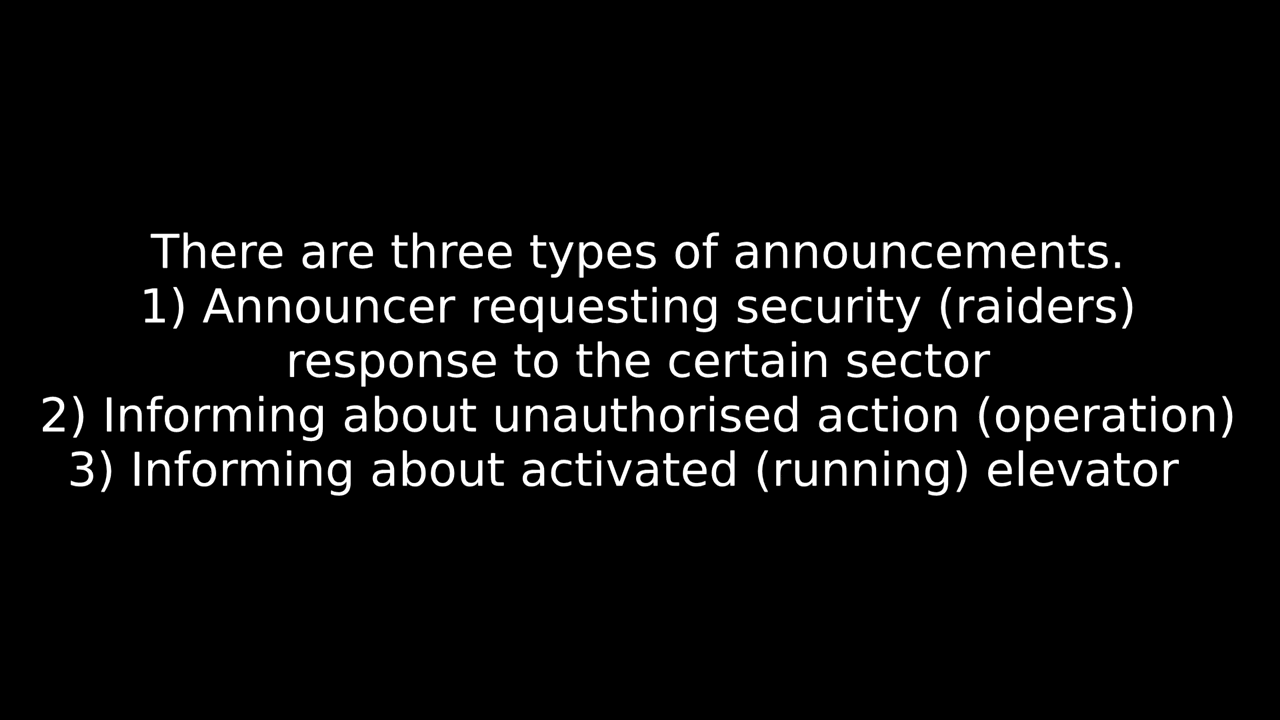 There are three types of announcements.
1) Announcer requesting security (raiders)
response to the certain sector
2) Informing about unauthorised action (operation)
3) Informing about activated (running) elevator